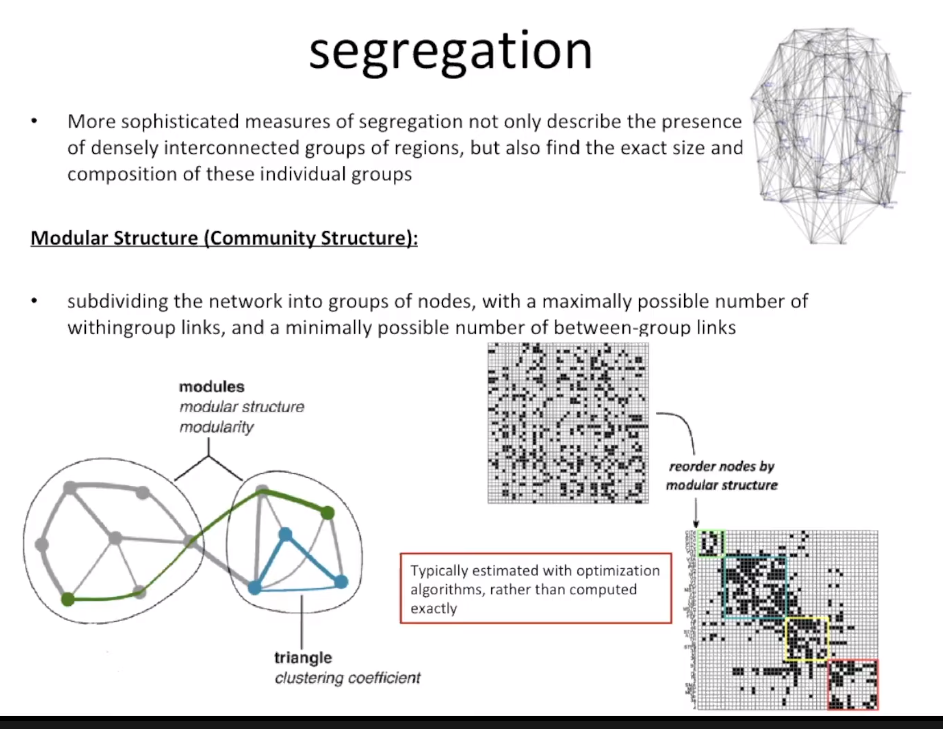 segregation
• More sophisticated measures of segregation not only describe the presence
of densely interconnected groups of regions, but also find the exact size and
composition of these individual groups
Modular Structure (Community Structure):
• subdividing the network into groups of nodes, with a maximally possible number of
withingroup links, and a minimally possible number of between-group links
modules
modular structure
modularity
triangle
clustering coefficient
reorder nodes by
modular structure
Typically estimated with optimization
algorithms, rather than computed
exactly